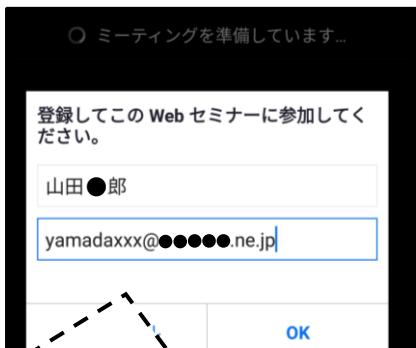 ミーティングを準備しています...
登録してこの Web セミナーに参加してく
ださい。
山田●郎
yamadaxxx@●●●●●.ne.jp
OK